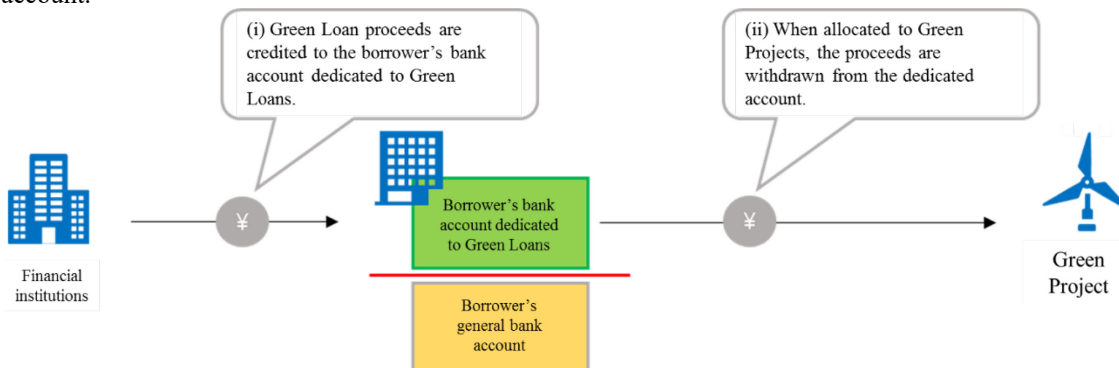 account.
(i) Green Loan proceeds are
credited to the borrower's bank
account dedicated to Green
Loans.
(ii) When allocated to Green
Projects, the proceeds are
withdrawn from the dedicated
account.
¥
¥
Financial
institutions
Borrower's bank
account dedicated
to Green Loans
Borrower's
general bank
account
Green
Project